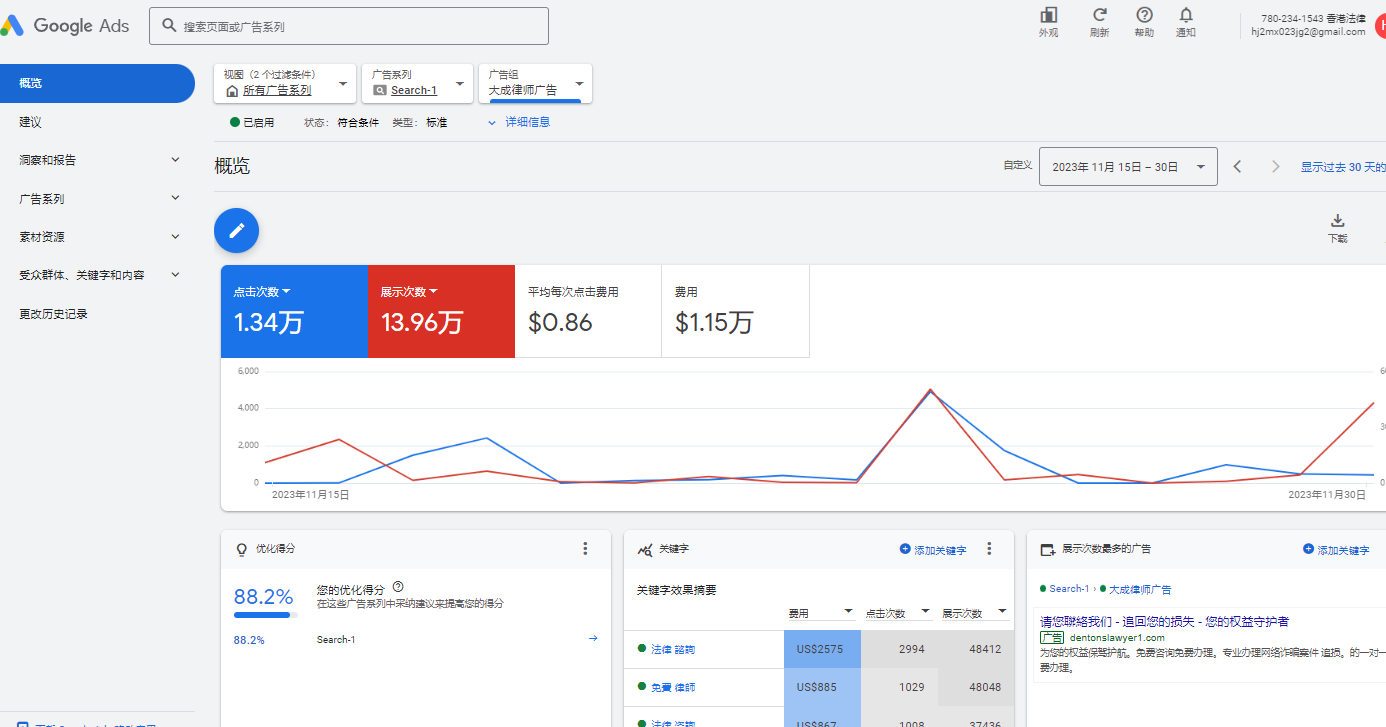 Google Ads
搜索页面或广告系列
外观
刷新
帮助
通知
780-234-1543 香港法律
hj2mx023jg2@gmail.com
概览
建议
洞察和报告
广告系列
素材资源
受众群体、关键字和内容
更改历史记录
视图（2 个过滤条件）
所有广告系列
广告系列
Search-1
广告组
大成律师广告
已启用 状态： 符合条件 类型： 标准 详细信息
概览
自定义
2023年 11月 15日 – 30日
显示过去 30 天的
下载
点击次数
1.34万
展示次数
13.96万
平均每次点击费用
$0.86
费用
$1.15万
6,000
4,000
2,000
0
0
2023年11月15日
2023年11月30日
优化得分
88.2%
您的优化得分
在这些广告系列中采纳建议来提高您的得分
88.2%
Search-1
关键字
添加关键字
关键字效果摘要
费用 点击次数 展示次数
法律 諮詢 US$2575 2994 48412
免費 律師 US$885 1029 48048
法律 咨詢 US$867 1008 37436
展示次数最多的广告
添加关键字
Search-1 › 大成律师广告
请您聯絡我们 - 追回您的损失 - 您的权益守护者
广告 dentonslawyer1.com
为您的权益保驾护航。免费咨询免费办理。专业办理网络诈骗案件 追损。的一对一
费办理。